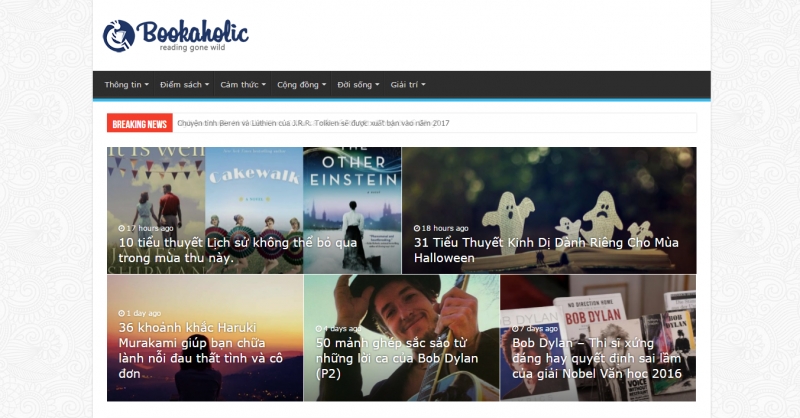 Bookaholic
reading gone wild
Thông tin Điểm sách Cảm thức Cộng đồng Đời sống Giải trí
BREAKING NEWS Chuyện tình Beren và Lúthien của J.R.R. Tolkien sẽ được xuất bản vào năm 2017
It is well
Cakewalk
A NOVEL
THE
OTHER
EINSTEIN
a novel
JAMES
SHIPMAN
17 hours ago
10 tiểu thuyết Lịch sử không thể bỏ qua
trong mùa thu này.
18 hours ago
31 Tiểu Thuyết Kinh Dị Dành Riêng Cho Mùa
Halloween
1 day ago
36 khoảnh khắc Haruki
Murakami giúp bạn chữa
lành nỗi đau thất tình và cô
đơn
4 days ago
50 mảnh ghép sắc sảo từ
những lời ca của Bob Dylan
(P2)
NO DIRECTION HOME
BOB DYLAN
BOB DYLAN
7 days ago
Bob Dylan – Thi sĩ xứng
đáng hay quyết định sai lầm
của giải Nobel Văn học 2016